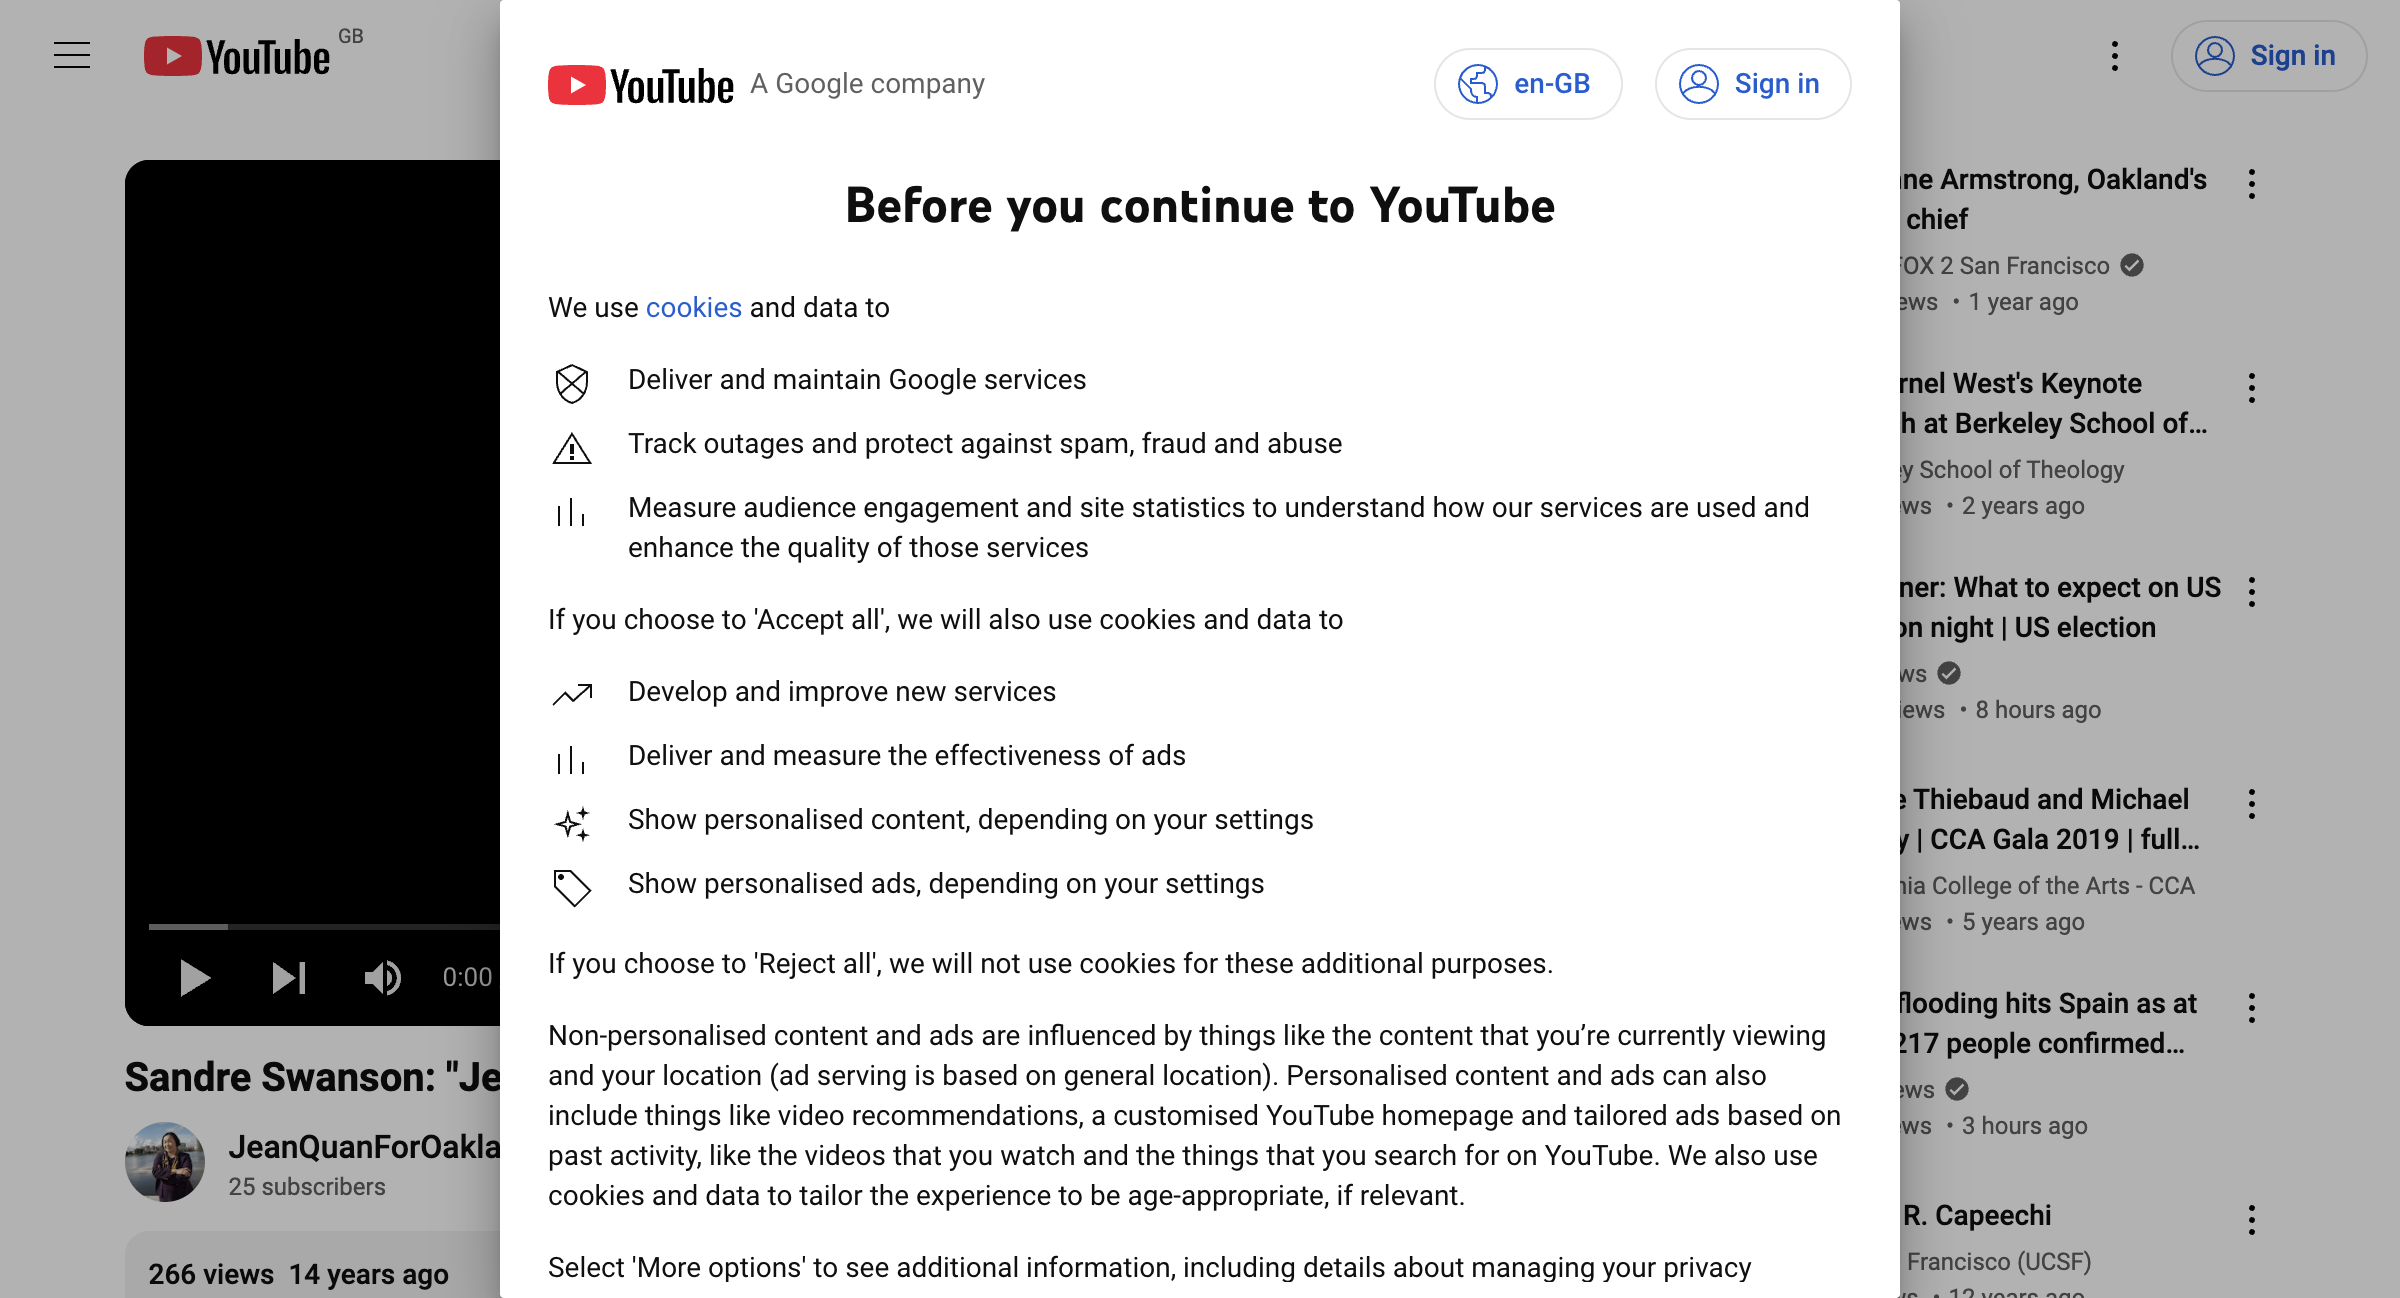 YouTube GB
Sign in
YouTube A Google company
en-GB
Sign in
Before you continue to YouTube
We use cookies and data to
Deliver and maintain Google services
Track outages and protect against spam, fraud and abuse
Measure audience engagement and site statistics to understand how our services are used and
enhance the quality of those services
If you choose to 'Accept all', we will also use cookies and data to
Develop and improve new services
Deliver and measure the effectiveness of ads
Show personalised content, depending on your settings
Show personalised ads, depending on your settings
If you choose to 'Reject all', we will not use cookies for these additional purposes.
Non-personalised content and ads are influenced by things like the content that you’re currently viewing
and your location (ad serving is based on general location). Personalised content and ads can also
include things like video recommendations, a customised YouTube homepage and tailored ads based on
past activity, like the videos that you watch and the things that you search for on YouTube. We also use
cookies and data to tailor the experience to be age-appropriate, if relevant.
Select 'More options' to see additional information, including details about managing your privacy
0:00
Sandre Swanson: "Je
JeanQuanForOakla
25 subscribers
266 views 14 years ago
Armstrong, Oakland's
chief
FOX 2 San Francisco
1 year ago
West's Keynote
at Berkeley School of...
School of Theology
• 2 years ago
What to expect on US
night | US election
• 8 hours ago
Thiebaud and Michael
| CCA Gala 2019 | full...
College of the Arts - CCA
• 5 years ago
flooding hits Spain as at
217 people confirmed...
• 3 hours ago
R. Capeechi
Francisco (UCSF)
• 12 years ago